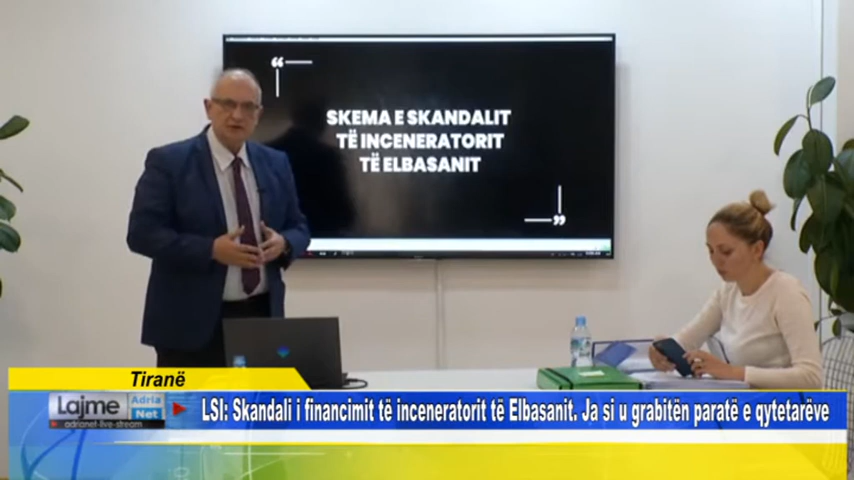 “
SKEMA E SKANDALIT
TË INCENERATORIT
TË ELBASANIT
”
Tiranë
Lajme
Adria
Net
adrianet-live-stream
LSI: Skandali i financimit të inceneratorit të Elbasanit. Ja si u grabitën paratë e qytetarëve